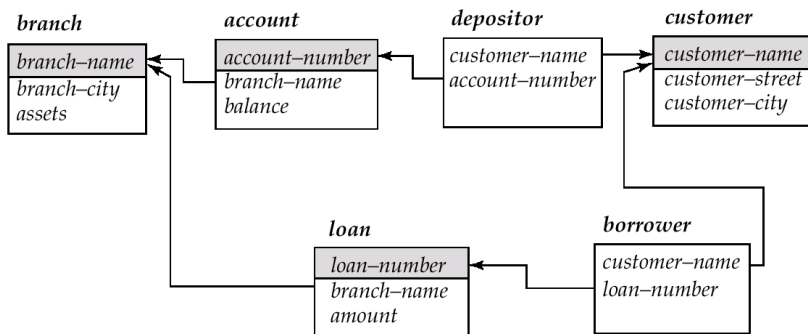 branch
branch–name
branch–city
assets
account
account–number
branch–name
balance
depositor
customer–name
account–number
customer
customer–name
customer–street
customer–city
loan
loan–number
branch–name
amount
borrower
customer–name
loan–number